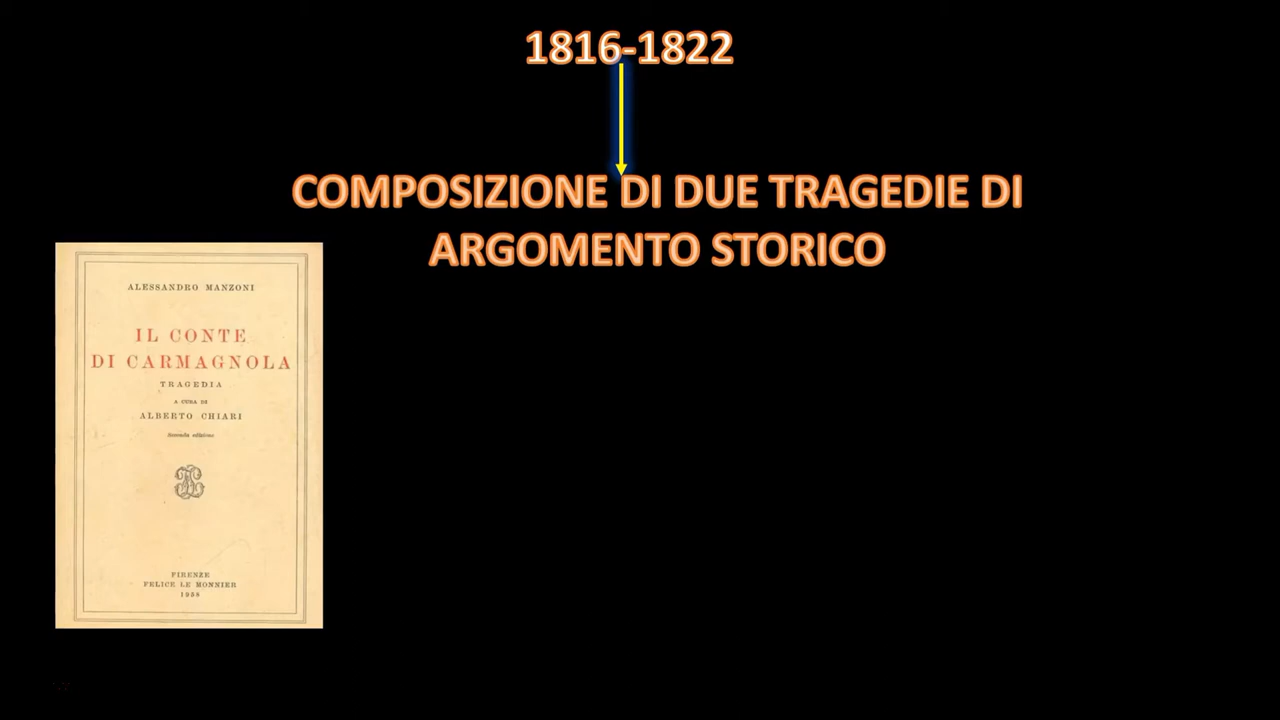 1816-1822
COMPOSIZIONE DI DUE TRAGEDIE DI
ARGOMENTO STORICO
ALESSANDRO MANZONI
IL CONTE
DI CARMAGNOLA
TRAGEDIA
A CURA DI
ALBERTO CHIARI
Seconda edizione
FIRENZE
FELICE LE MONNIER
1958